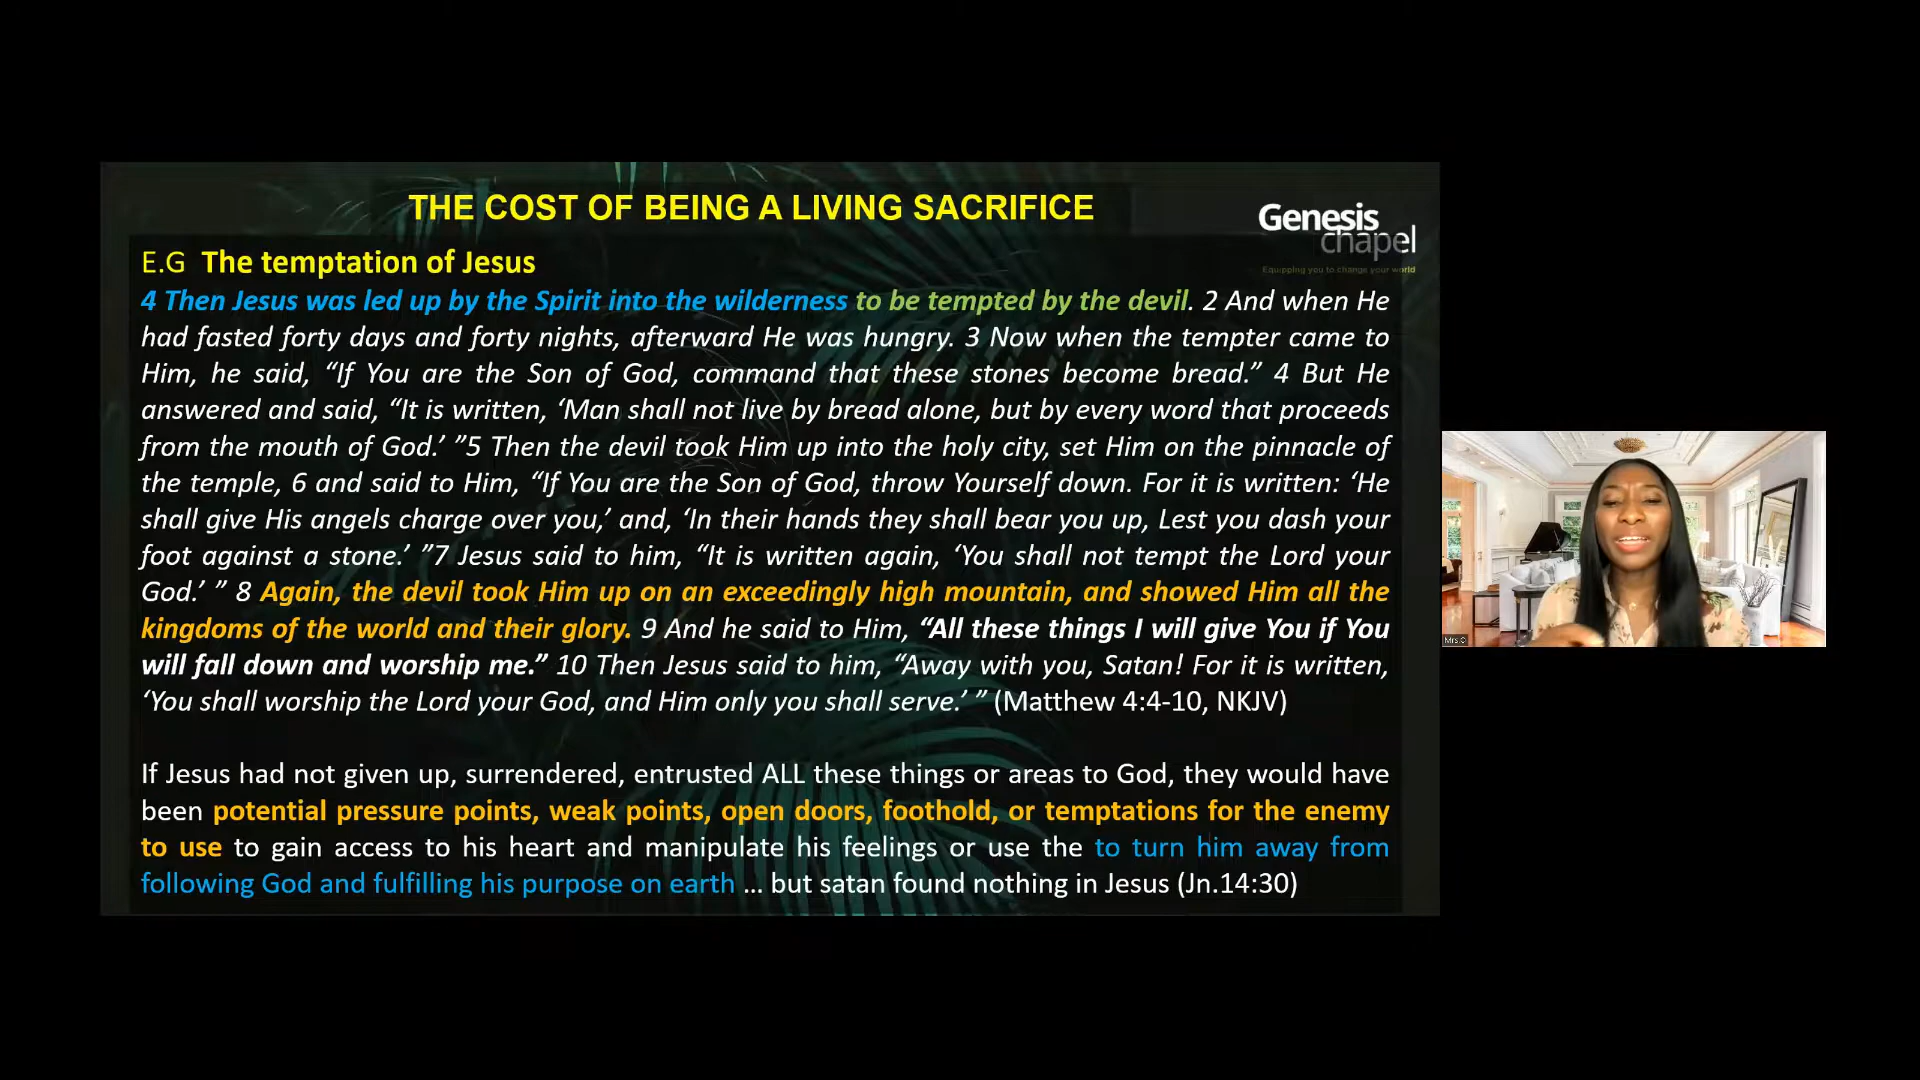 THE COST OF BEING A LIVING SACRIFICE
Genesis
chapel
Equipping you to change your world
E.G The temptation of Jesus
4 Then Jesus was led up by the Spirit into the wilderness to be tempted by the devil. 2 And when He
had fasted forty days and forty nights, afterward He was hungry. 3 Now when the tempter came to
Him, he said, “If You are the Son of God, command that these stones become bread.” 4 But He
answered and said, “It is written, ‘Man shall not live by bread alone, but by every word that proceeds
from the mouth of God.’ ”5 Then the devil took Him up into the holy city, set Him on the pinnacle of
the temple, 6 and said to Him, “If You are the Son of God, throw Yourself down. For it is written: ‘He
shall give His angels charge over you,’ and, ‘In their hands they shall bear you up, Lest you dash your
foot against a stone.’ ”7 Jesus said to him, “It is written again, ‘You shall not tempt the Lord your
God.’ ” 8 Again, the devil took Him up on an exceedingly high mountain, and showed Him all the
kingdoms of the world and their glory. 9 And he said to Him, “All these things I will give You if You
will fall down and worship me.” 10 Then Jesus said to him, “Away with you, Satan! For it is written,
‘You shall worship the Lord your God, and Him only you shall serve.’ ” (Matthew 4:4-10, NKJV)
If Jesus had not given up, surrendered, entrusted ALL these things or areas to God, they would have
been potential pressure points, weak points, open doors, foothold, or temptations for the enemy
to use to gain access to his heart and manipulate his feelings or use the to turn him away from
following God and fulfilling his purpose on earth ... but satan found nothing in Jesus (Jn.14:30)
Mrs.O